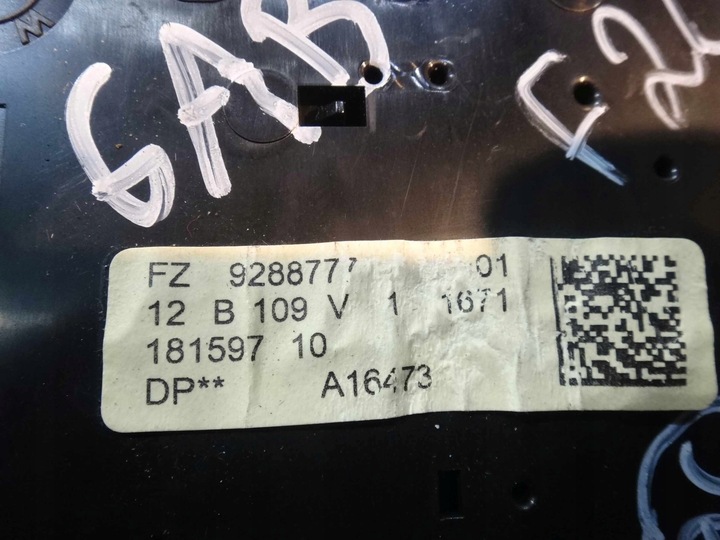 GAB
FZ 9288777 01
12 B 109 V 1 1671
181597 10
DP** A16473